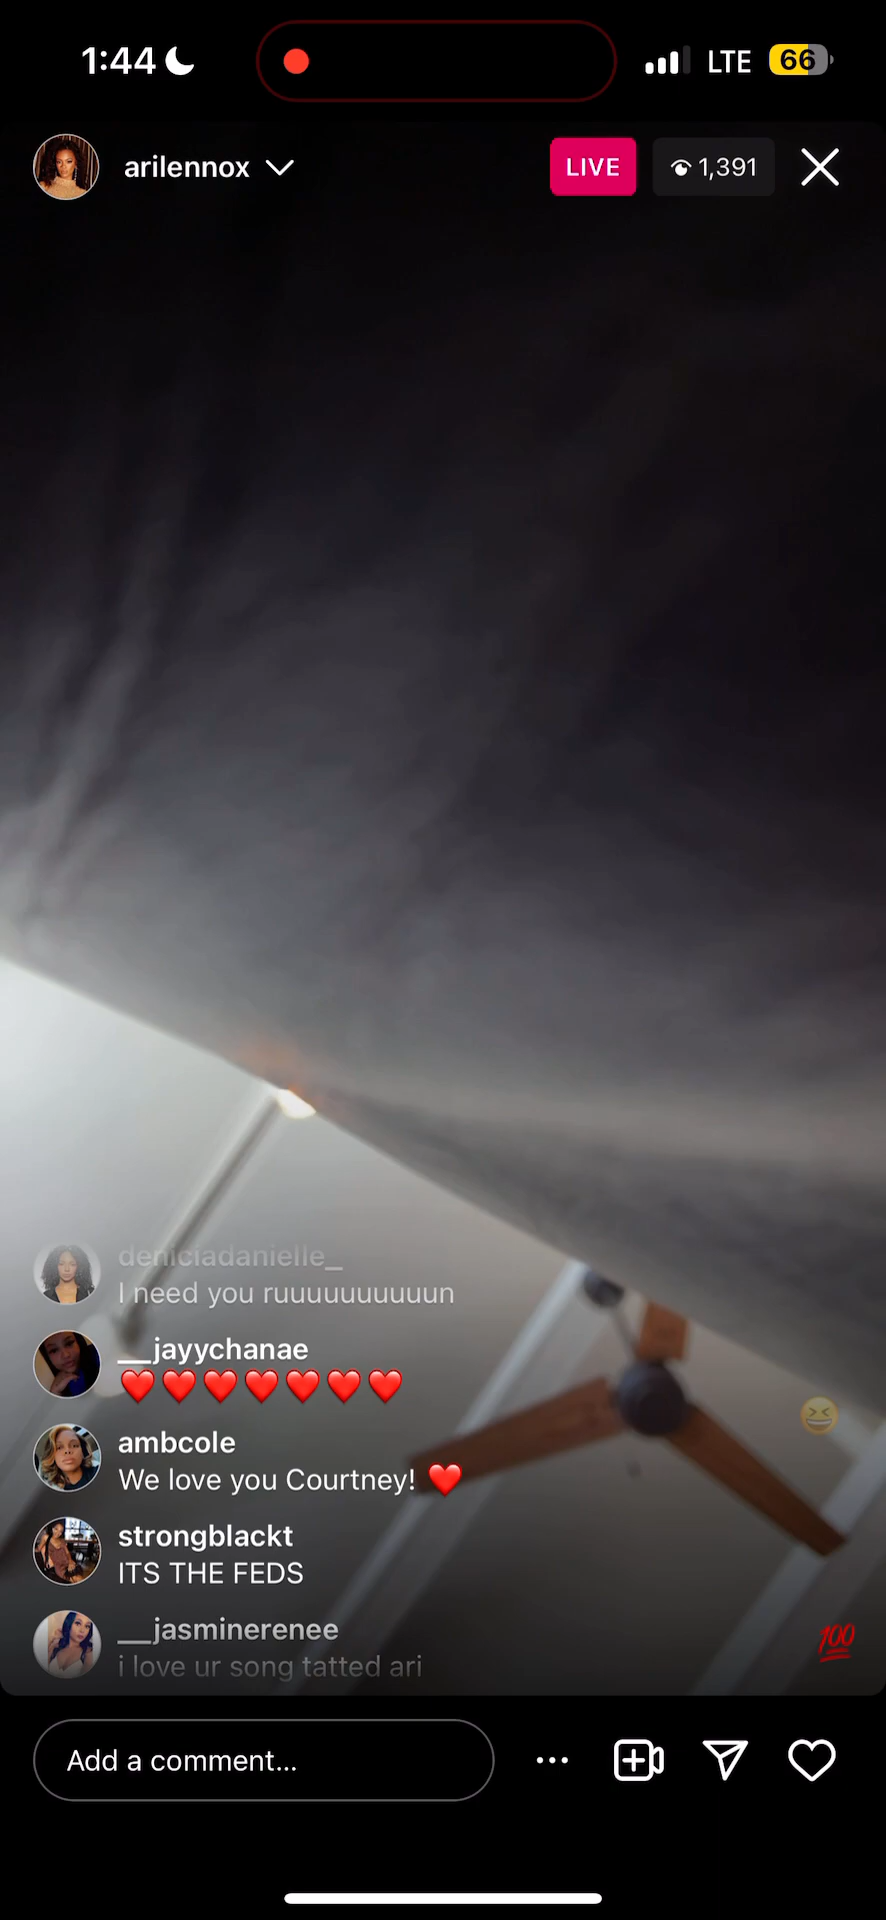 1:44
LTE
66
arilennox
LIVE
1,391
deniciadanielle_
I need you ruuuuuuuuuun
__jayychanae
❤️❤️❤️❤️❤️❤️❤️
ambcole
We love you Courtney! ❤️
strongblackt
ITS THE FEDS
__jasminerenee
i love ur song tatted ari
💯
Add a comment...